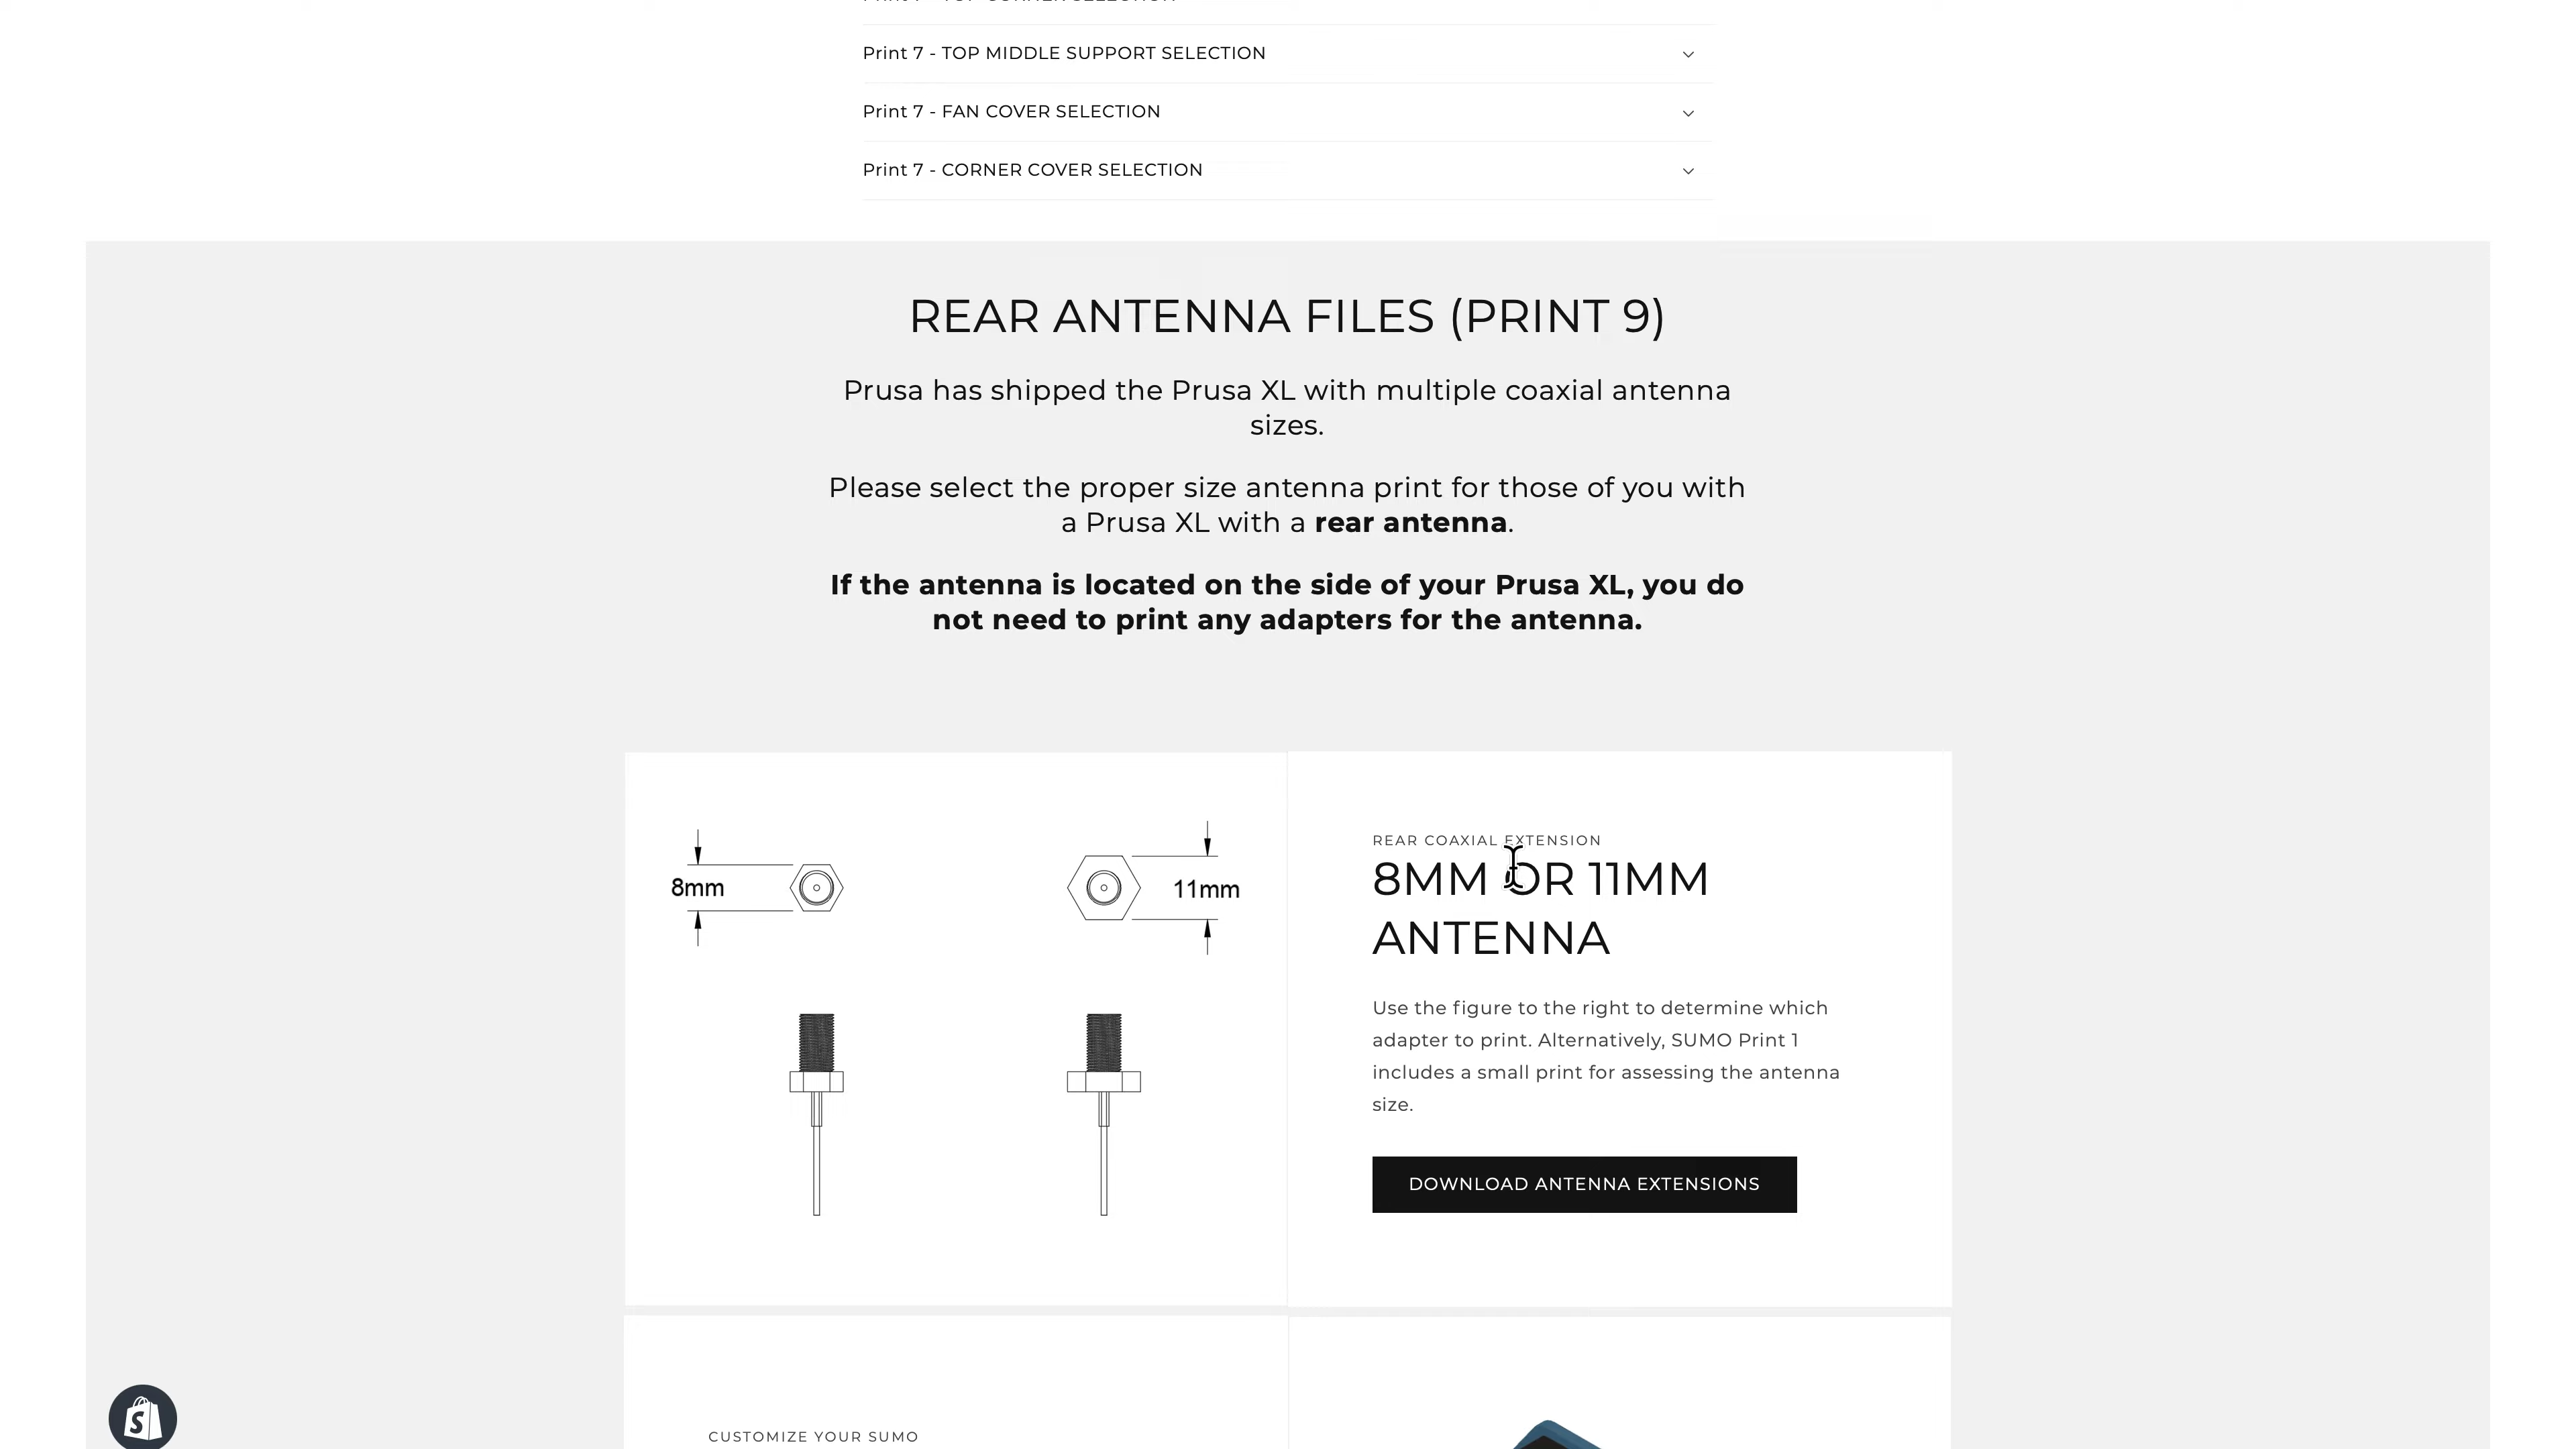 Print 7 - TOP CORNER SELECTION
Print 7 - TOP MIDDLE SUPPORT SELECTION
Print 7 - FAN COVER SELECTION
Print 7 - CORNER COVER SELECTION
REAR ANTENNA FILES (PRINT 9)
Prusa has shipped the Prusa XL with multiple coaxial antenna
sizes.
Please select the proper size antenna print for those of you with
a Prusa XL with a rear antenna.
If the antenna is located on the side of your Prusa XL, you do
not need to print any adapters for the antenna.
8mm
11mm
REAR COAXIAL EXTENSION
8MM OR 11MM
ANTENNA
Use the figure to the right to determine which
adapter to print. Alternatively, SUMO Print 1
includes a small print for assessing the antenna
size.
DOWNLOAD ANTENNA EXTENSIONS
CUSTOMIZE YOUR SUMO